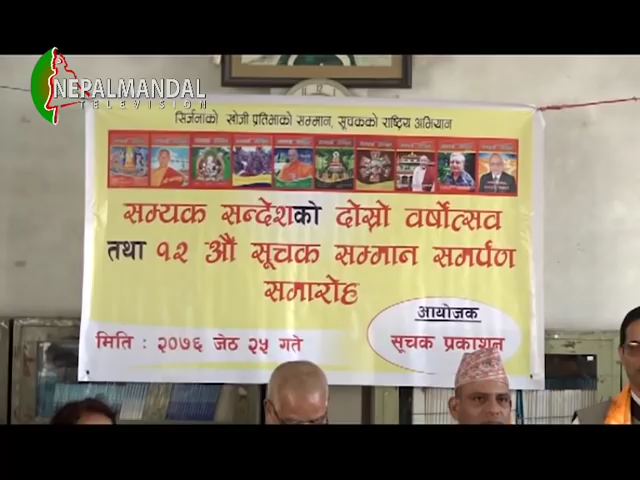 NEPALMANDAL
TELEVISION
सिर्जनाको खोजी प्रतिभाको सम्मान, सूचकको राष्ट्रिय अभियान
सम्यक सन्देशको दोस्रो वर्षोत्सव
तथा १२ औं सूचक सम्मान समर्पण
समारोह
मिति : २०७६ जेठ २५ गते
आयोजक
सूचक प्रकाशन